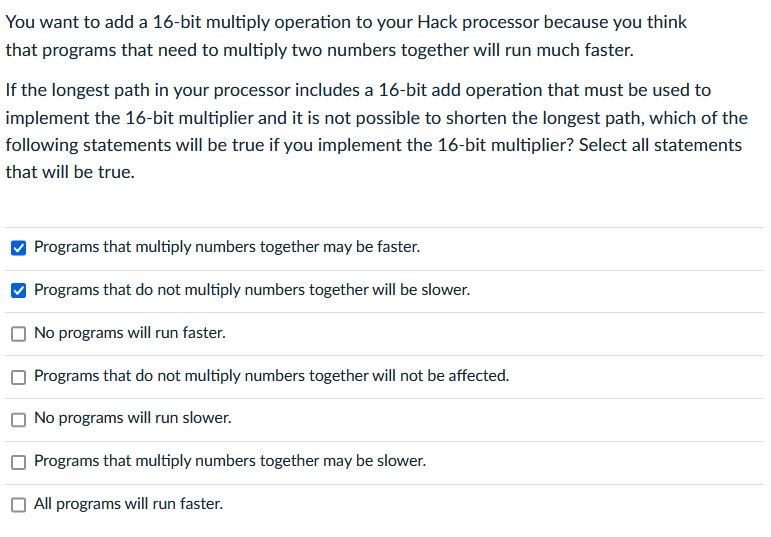 You want to add a 16-bit multiply operation to your Hack processor because you think
that programs that need to multiply two numbers together will run much faster.
If the longest path in your processor includes a 16-bit add operation that must be used to
implement the 16-bit multiplier and it is not possible to shorten the longest path, which of the
following statements will be true if you implement the 16-bit multiplier? Select all statements
that will be true.
Programs that multiply numbers together may be faster.
Programs that do not multiply numbers together will be slower.
No programs will run faster.
Programs that do not multiply numbers together will not be affected.
No programs will run slower.
Programs that multiply numbers together may be slower.
All programs will run faster.